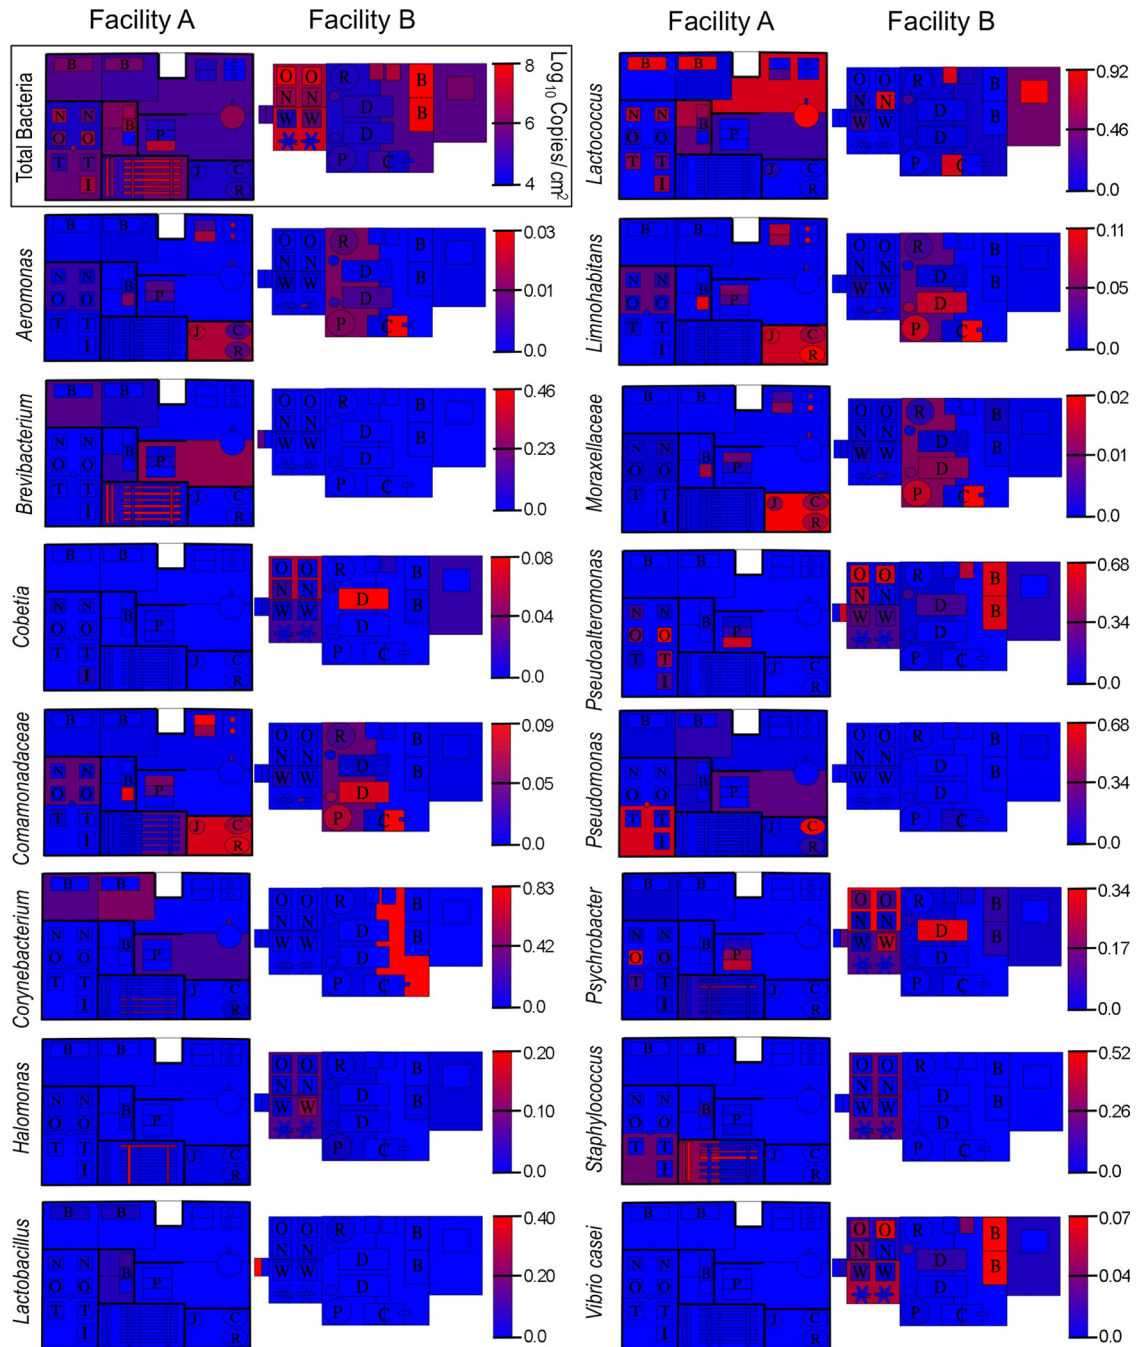 Facility A
Facility B
Facility A
Facility B
Total Bacteria
B B
N N B P
O O
T T J C
I R
O O R B
N N D B
W W D
P C
8
6
4
Log10 Copies/ cm2
Lactococcus
B B
N N B P
O O
T T J C
I R
O O R B
N N D B
W W D
P C
0.92
0.46
0.0
Aeromonas
B B
N N B P
O O
T T J C
I R
O O R B
N N D B
W W D
P C
0.03
0.01
0.0
Limnohabitans
B B
N N B P
O O
T T J C
I R
O O R B
N N D B
W W D
P C
0.11
0.05
0.0
Brevibacterium
B B
N N B P
O O
T T J C
I R
O O R B
N N D B
W W D
P C
0.46
0.23
0.0
Moraxellaceae
B B
N N B P
O O
T T J C
I R
O O R B
N N D B
W W D
P C
0.02
0.01
0.0
Cobetia
B B
N N B P
O O
T T J C
I R
O O R B
N N D B
W W D
P C
0.08
0.04
0.0
Pseudoalteromonas
B B
N N B P
O O
T T J C
I R
O O R B
N N D B
W W D
P C
0.68
0.34
0.0
Comamonadaceae
B B
N N B P
O O
T T J C
I R
O O R B
N N D B
W W D
P C
0.09
0.05
0.0
Pseudomonas
B B
N N B P
O O
T T J C
I R
O O R B
N N D B
W W D
P C
0.68
0.34
0.0
Corynebacterium
B B
N N B P
O O
T T J C
I R
O O R B
N N D B
W W D
P C
0.83
0.42
0.0
Psychrobacter
B B
N N B P
O O
T T J C
I R
O O R B
N N D B
W W D
P C
0.34
0.17
0.0
Halomonas
B B
N N B P
O O
T T J C
I R
O O R B
N N D B
W W D
P C
0.20
0.10
0.0
Staphylococcus
B B
N N B P
O O
T T J C
I R
O O R B
N N D B
W W D
P C
0.52
0.26
0.0
Lactobacillus
B B
N N B P
O O
T T J C
I R
O O R B
N N D B
W W D
P C
0.40
0.20
0.0
Vibrio casei
B B
N N B P
O O
T T J C
I R
O O R B
N N D B
W W D
P C
0.07
0.04
0.0